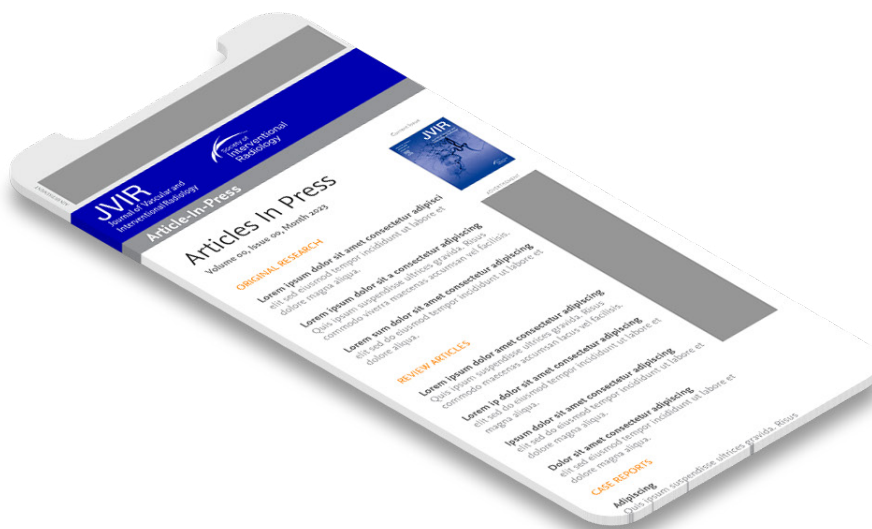 ADVERTISEMENT
JVIR
Journal of Vascular and
Interventional Radiology
Society of
Interventional
Radiology
Article-In-Press
Articles In Press
Volume 00, Issue 00, Month 2023
ORIGINAL RESEARCH
Lorem ipsum dolor sit amet consectetur adipisci
elit sed eiusmod tempor incididunt ut labore et
dolore magna aliqua.
Lorem ipsum dolor sit a consectetur adipiscing
Quis ipsum suspendisse ultrices gravida. Risus
commodo viverra maecenas accumsan vel facilisis.
Lorem sum dolor sit amet consectetur adipiscing
elit sed do eiusmod tempor incididunt ut labore et
dolore aliqua.
REVIEW ARTICLES
Lorem ipsum dolor amet consectetur adipiscing
Quis ipsum suspendisse ultrices gravida. Risus
commodo maecenas accumsan lacus vel facilisis.
Lorem ip dolor sit amet consectetur adipiscing
elit sed do eiusmod tempor incididunt ut labore et
magna aliqua.
Ipsum dolor sit amet consectetur adipiscing
elit sed do eiusmod tempor incididunt ut labore et
dolore magna aliqua.
Dolor sit amet consectetur adipiscing
elit sed eiusmod tempor incididunt ut labore et
dolore magna aliqua.
CASE REPORTS
Adipiscing
Quis ipsum suspendisse ultrices gravida. Risus
Current Issue
JVIR
ADVERTISEMENT